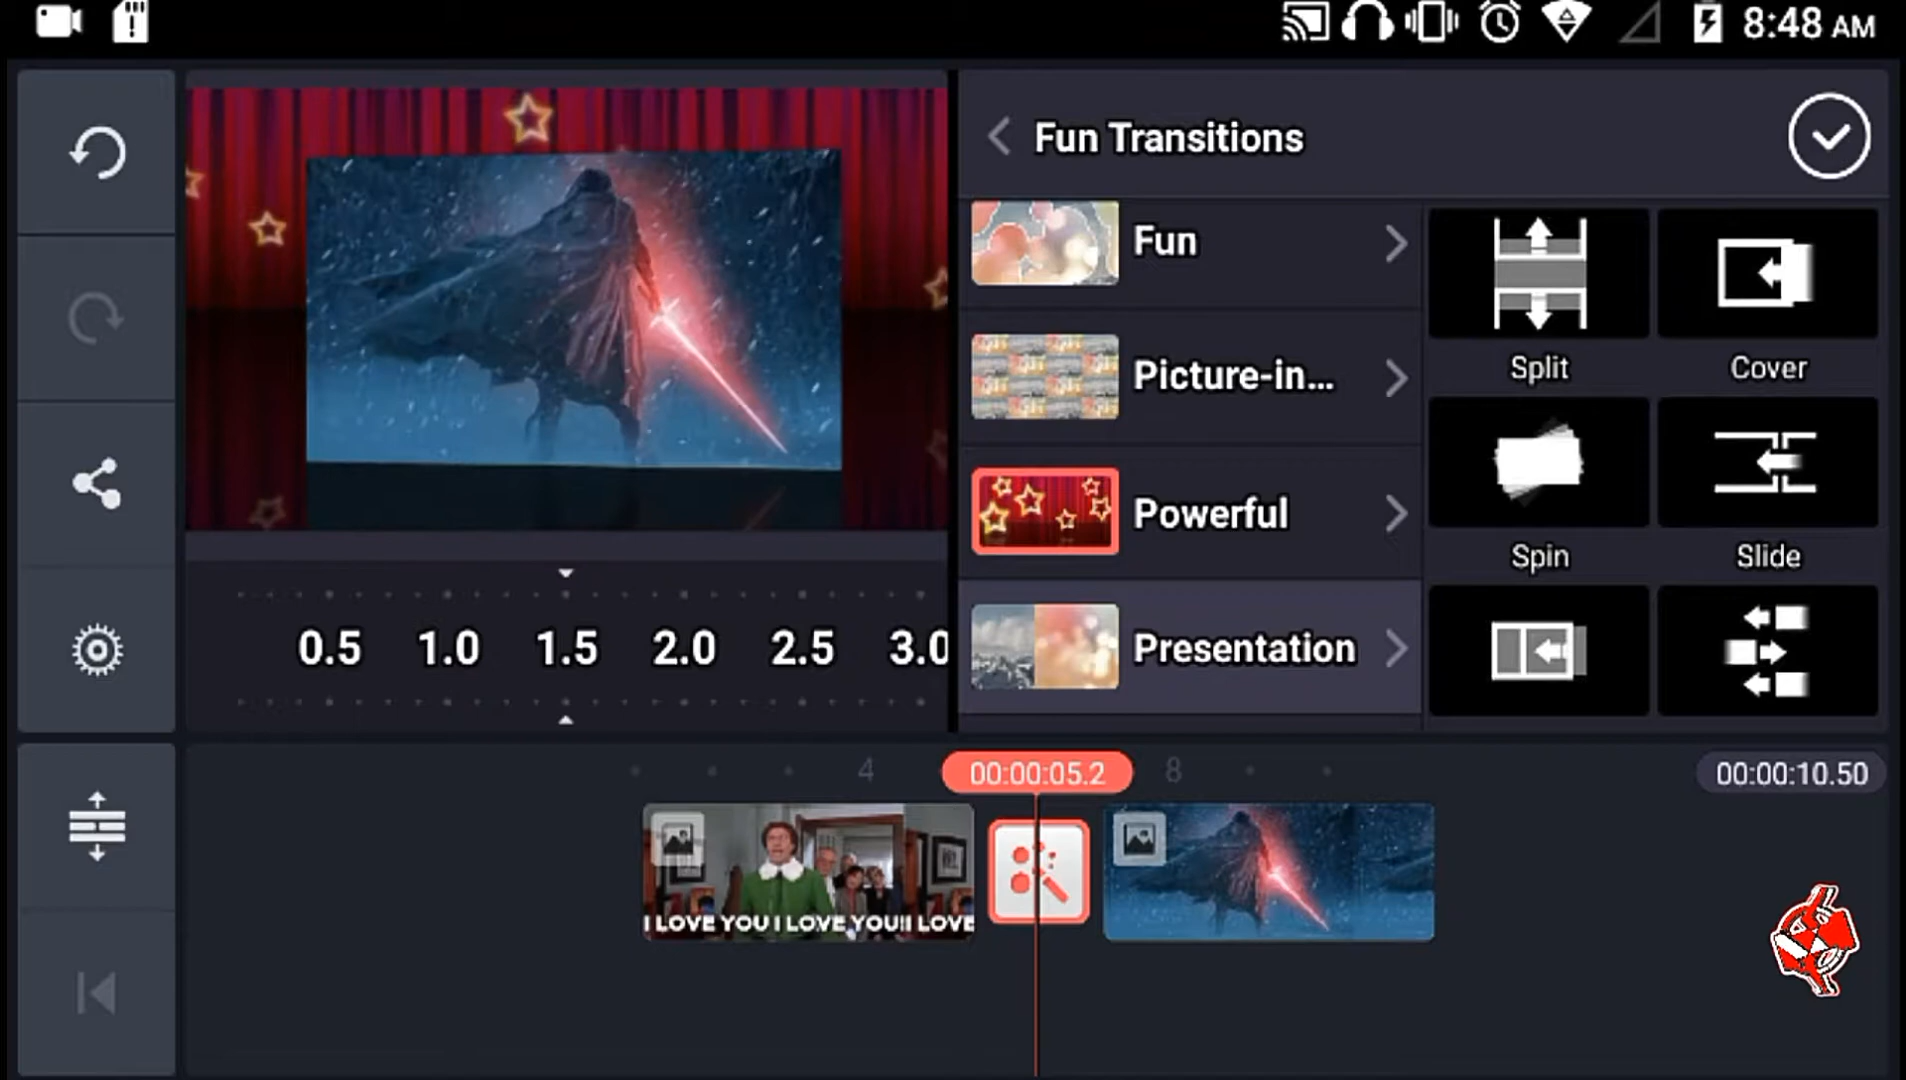 8:48 AM
Fun Transitions
Fun
Picture-in...
Powerful
Presentation
Split
Cover
Spin
Slide
0.5 1.0 1.5 2.0 2.5 3.0
4
00:00:05.2
8
00:00:10.50
I LOVE YOU I LOVE YOU!I LOVE